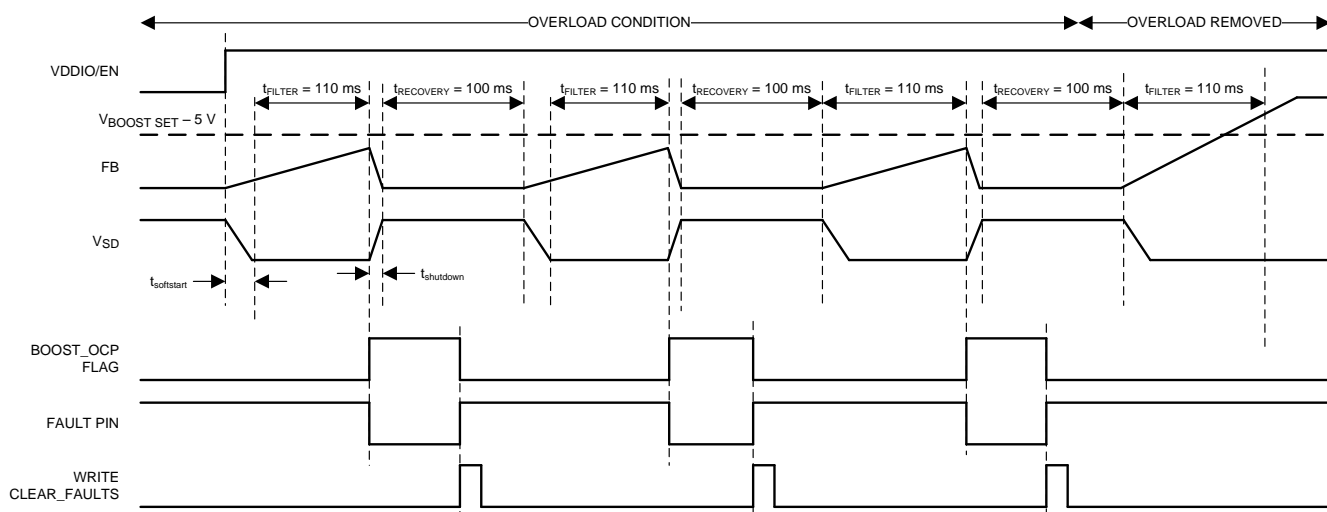 OVERLOAD CONDITION
OVERLOAD REMOVED
VDDIO/EN
tFILTER = 110 ms
tRECOVERY = 100 ms
tFILTER = 110 ms
tRECOVERY = 100 ms
tFILTER = 110 ms
tRECOVERY = 100 ms
tFILTER = 110 ms
VBOOST SET – 5 V
FB
VSD
tsoftstart
tshutdown
BOOST_OCP
FLAG
FAULT PIN
WRITE
CLEAR_FAULTS